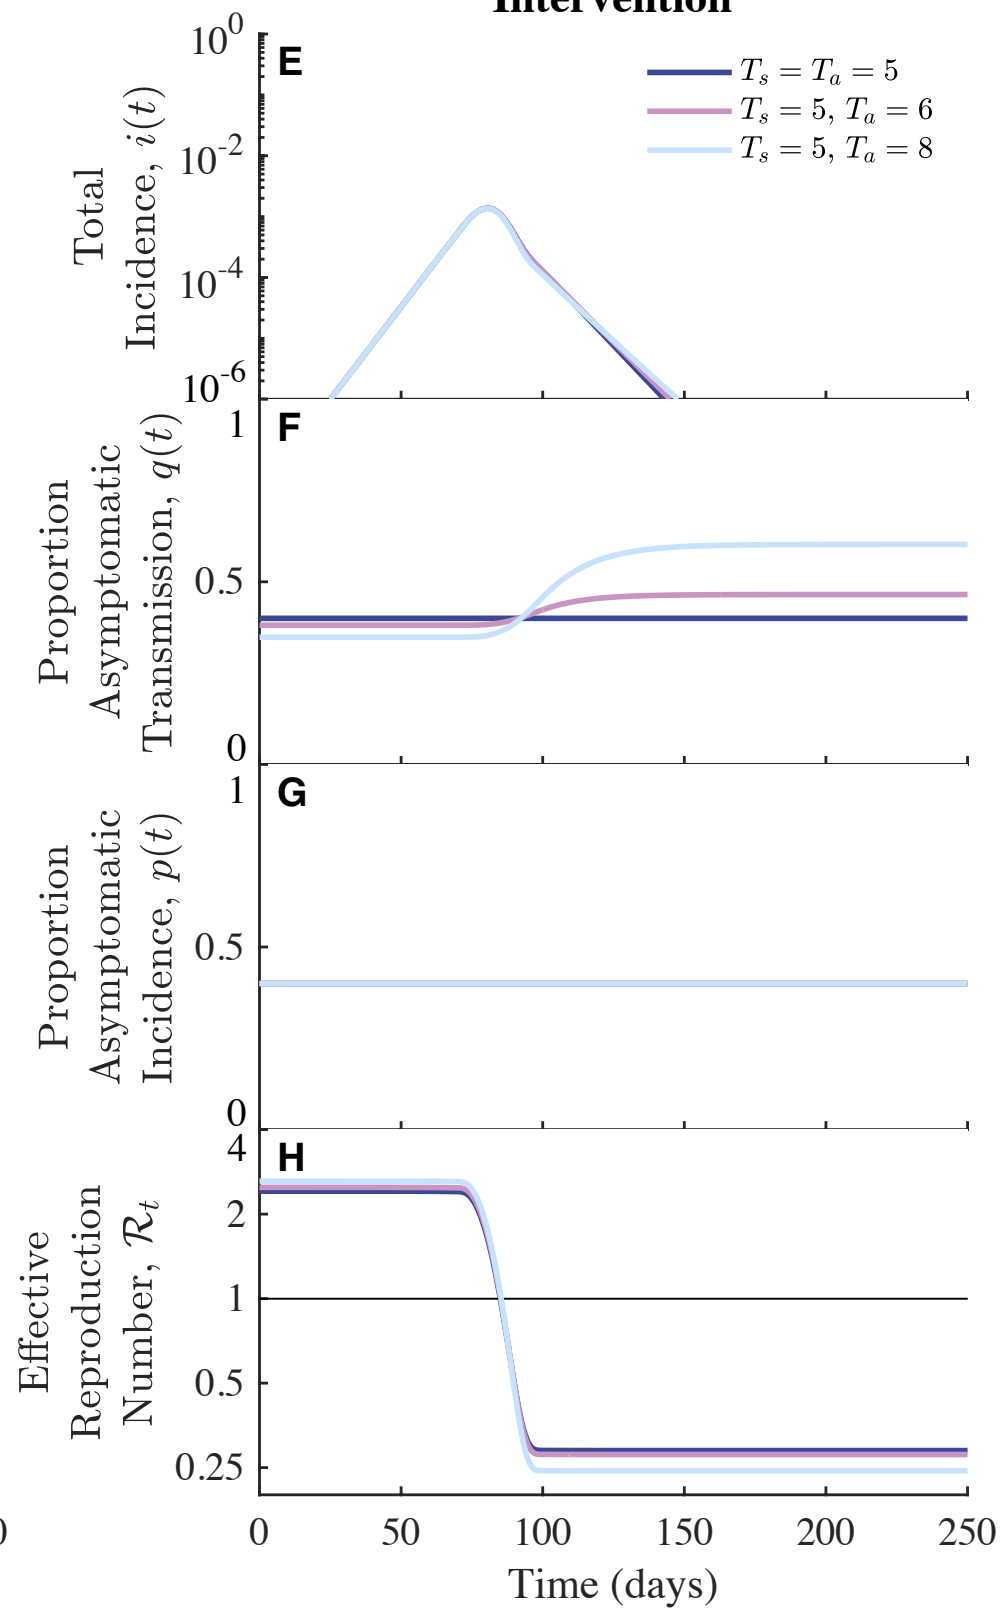 Intervention
E
T_s = T_a = 5
T_s = 5, T_a = 6
T_s = 5, T_a = 8
10^0
10^-2
10^-4
10^-6
Total
Incidence, i(t)
F
1
0.5
0
Proportion
Asymptomatic
Transmission, q(t)
G
1
0.5
0
Proportion
Asymptomatic
Incidence, p(t)
H
4
2
1
0.5
0.25
Effective
Reproduction
Number, ℛ_t
0 50 100 150 200 250
Time (days)